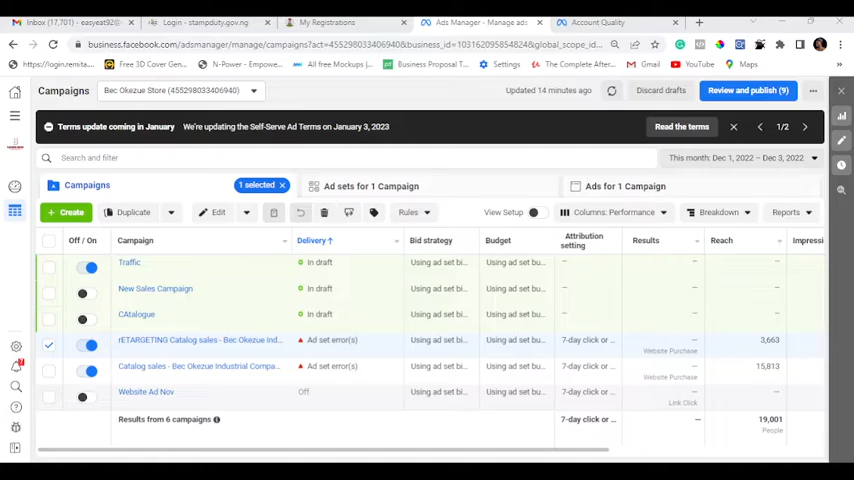 Inbox (17,701) - easyeat92@
Login - stampduty.gov.ng
My Registrations
Ads Manager - Manage ads
Account Quality
business.facebook.com/adsmanager/manage/campaigns?act=455298033406940&business_id=103162095854824&global_scope_id
https://login.remita...
Free 3D Cover Gen...
N-Power - Empower...
All free Mockups |...
Business Proposal T...
Settings
The Complete After...
Gmail
YouTube
Maps
Campaigns
Bec Okezue Store (455298033406940)
Updated 14 minutes ago
Discard drafts
Review and publish (9)
Terms update coming in January We're updating the Self-Serve Ad Terms on January 3, 2023
Read the terms
1/2
Search and filter
This month: Dec 1, 2022 – Dec 3, 2022
Campaigns
1 selected
Ad sets for 1 Campaign
Ads for 1 Campaign
Create
Duplicate
Edit
Rules
View Setup
Columns: Performance
Breakdown
Reports
Off / On
Campaign
Delivery ↑
Bid strategy
Budget
Attribution setting
Results
Reach
Impressi
Traffic
In draft
Using ad set bi...
Using ad set bu...
–
–
–
New Sales Campaign
In draft
Using ad set bi...
Using ad set bu...
–
–
–
CAtalogue
In draft
Using ad set bi...
Using ad set bu...
–
–
–
rETARGETING Catalog sales - Bec Okezue Ind...
Ad set error(s)
Using ad set bi...
Using ad set bu...
7-day click or ...
–
Website Purchase
3,663
Catalog sales - Bec Okezue Industrial Compa...
Ad set error(s)
Using ad set bi...
Using ad set bu...
7-day click or ...
–
Website Purchase
15,813
Website Ad Nov
Off
Using ad set bi...
Using ad set bu...
7-day click or ...
–
Link Click
–
Results from 6 campaigns
7-day click or ...
–
19,001
People
7